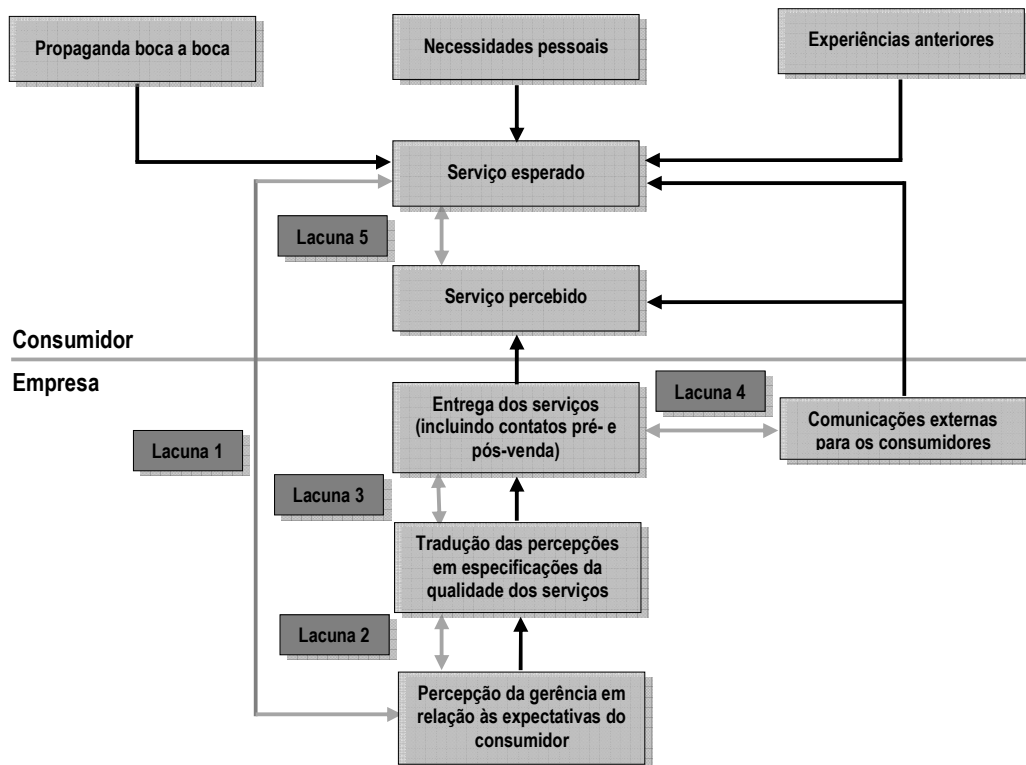 Propaganda boca a boca
Necessidades pessoais
Experiências anteriores
Serviço esperado
Lacuna 5
Serviço percebido
Consumidor
Empresa
Lacuna 4
Entrega dos serviços
(incluindo contatos pré- e
pós-venda)
Comunicações externas
para os consumidores
Lacuna 1
Lacuna 3
Tradução das percepções
em especificações da
qualidade dos serviços
Lacuna 2
Percepção da gerência em
relação às expectativas do
consumidor